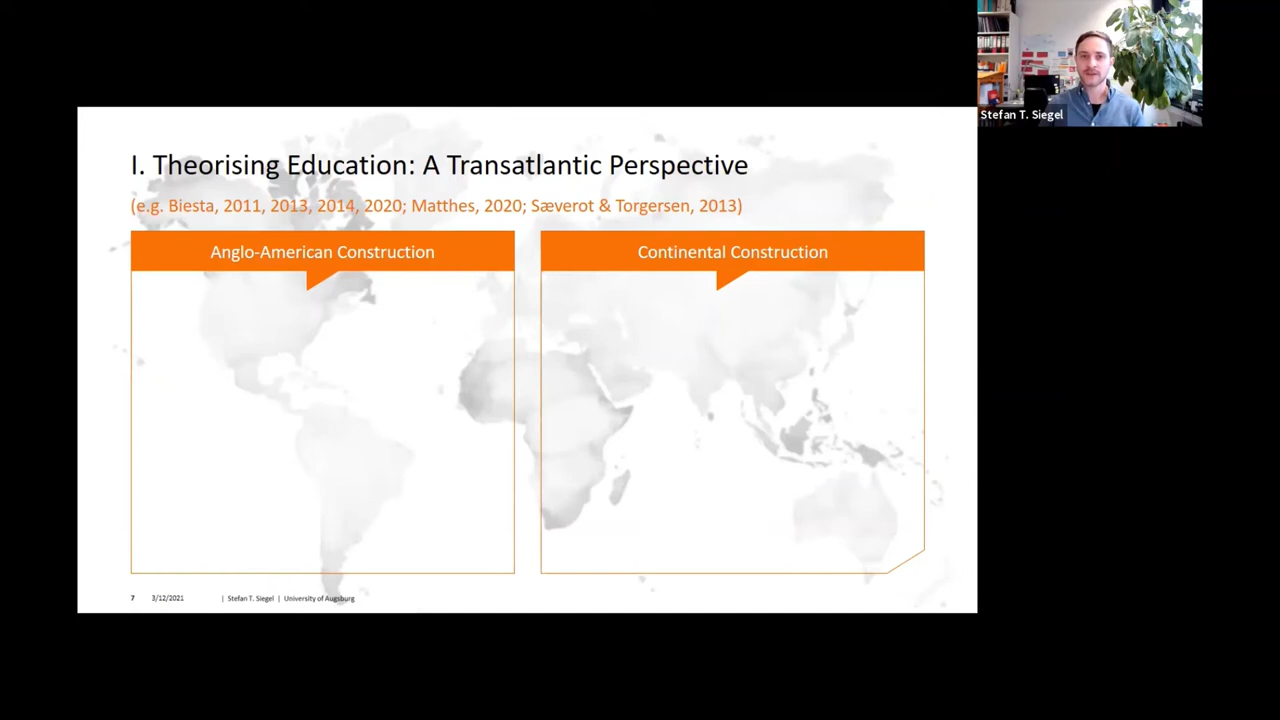 Stefan T. Siegel
I. Theorising Education: A Transatlantic Perspective
(e.g. Biesta, 2011, 2013, 2014, 2020; Matthes, 2020; Sæverot & Torgersen, 2013)
Anglo-American Construction
Continental Construction
7 3/12/2021 | Stefan T. Siegel | University of Augsburg